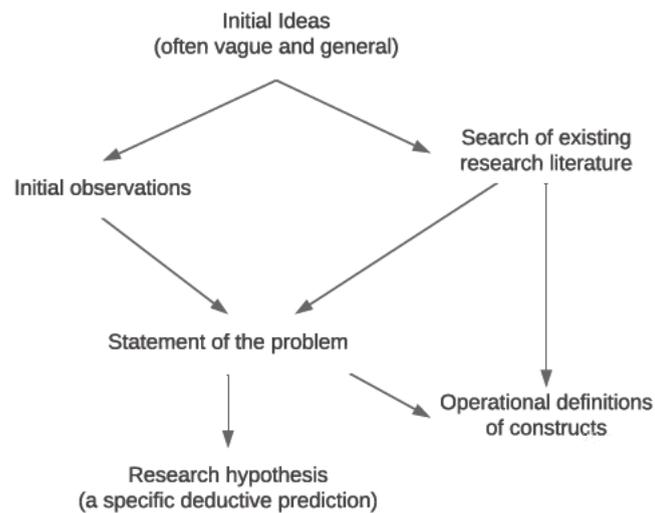 Initial Ideas
(often vague and general)
Search of existing
research literature
Initial observations
Statement of the problem
Operational definitions
of constructs
Research hypothesis
(a specific deductive prediction)